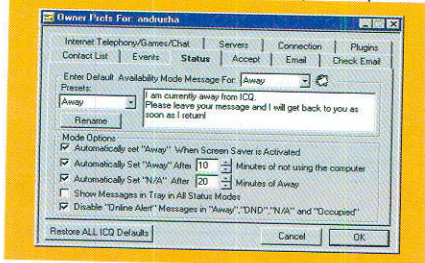 Owner Prefs For: andrusha
Internet Telephony/Games/Chat Servers Connection Plugins
Contact List Events Status Accept Email Check Email
Enter Default Availability Mode Message For: Away
Presets:
Away
Rename
I am currently away from ICQ.
Please leave your message and I will get back to you as
soon as I return!
Mode Options
Automatically set "Away" When Screen Saver is Activated
Automatically Set "Away" After 10 Minutes of not using the computer
Automatically Set "N/A" After 20 Minutes of Away
Show Messages in Tray in All Status Modes
Disable "Online Alert" Messages in "Away","DND","N/A" and "Occupied"
Restore ALL ICQ Defaults Cancel OK